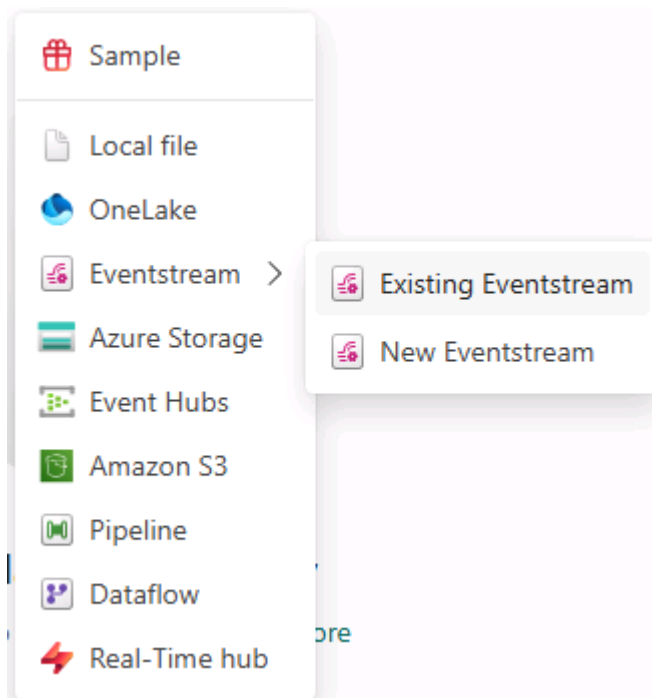 Sample
Local file
OneLake
Eventstream
Existing Eventstream
New Eventstream
Azure Storage
Event Hubs
Amazon S3
Pipeline
Dataflow
Real-Time hub